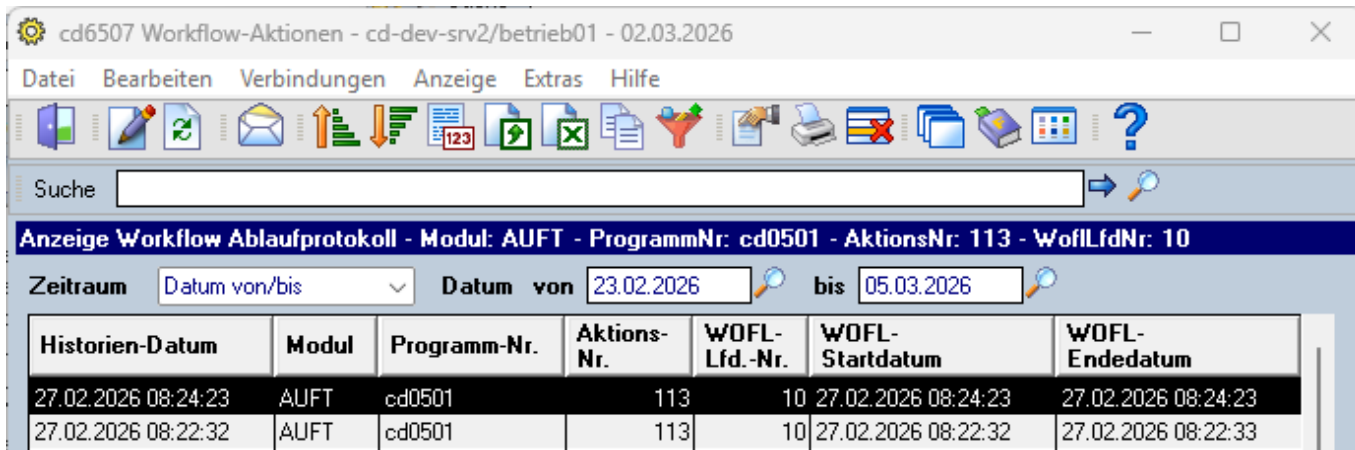 cd6507 Workflow-Aktionen - cd-dev-srv2/betrieb01 - 02.03.2026
Datei Bearbeiten Verbindungen Anzeige Extras Hilfe
123
Suche
Anzeige Workflow Ablaufprotokoll - Modul: AUFT - ProgrammNr: cd0501 - AktionsNr: 113 - WoflLfdNr: 10
Zeitraum Datum von/bis Datum von 23.02.2026 bis 05.03.2026
Historien-Datum Modul Programm-Nr. Aktions-Nr. WOFL-Lfd.-Nr. WOFL-Startdatum WOFL-Endedatum
27.02.2026 08:24:23 AUFT cd0501 113 10 27.02.2026 08:24:23 27.02.2026 08:24:23
27.02.2026 08:22:32 AUFT cd0501 113 10 27.02.2026 08:22:32 27.02.2026 08:22:33